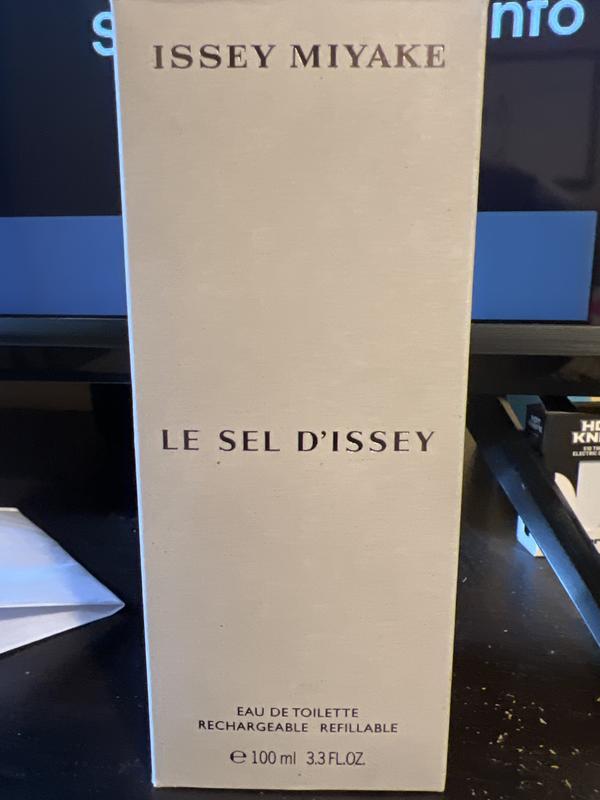 ISSEY MIYAKE
LE SEL D'ISSEY
EAU DE TOILETTE
RECHARGEABLE REFILLABLE
℮ 100 ml 3.3 FL.OZ.